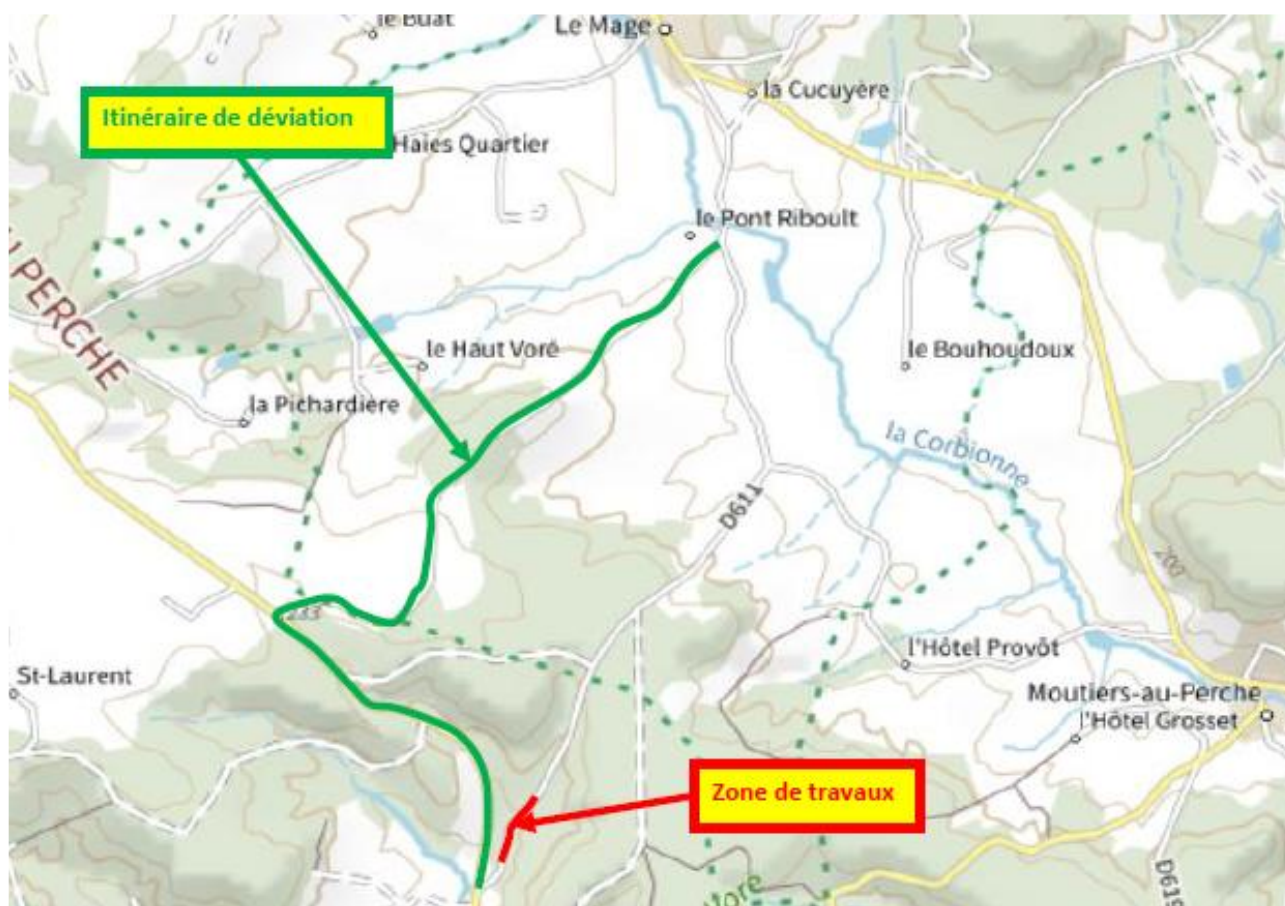 le Buat
Le Mage
la Cucuyère
Itinéraire de déviation
Haies Quartier
le Pont Riboult
PERCHE
le Haut Voré
le Bouhoudoux
la Pichardière
la Corbionne
D611
200
233
l'Hôtel Provôt
St-Laurent
Moutiers-au-Perche
l'Hôtel Grosset
Zone de travaux
D619